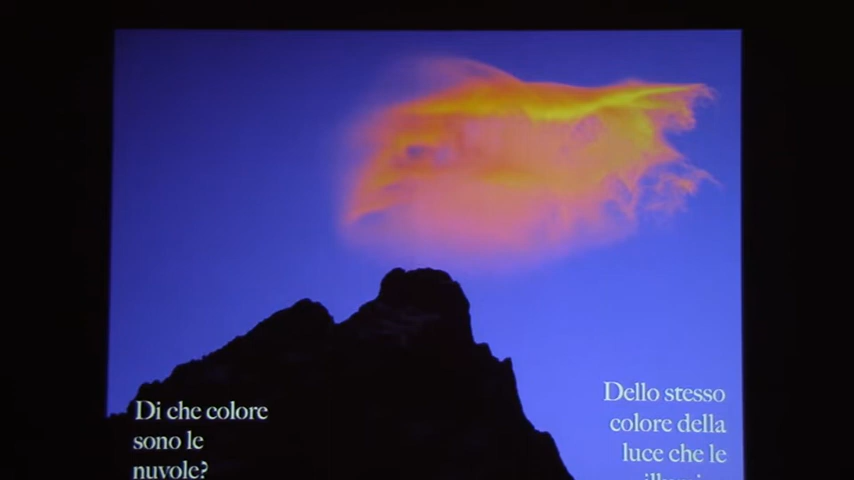 Di che colore
sono le
nuvole?
Dello stesso
colore della
luce che le